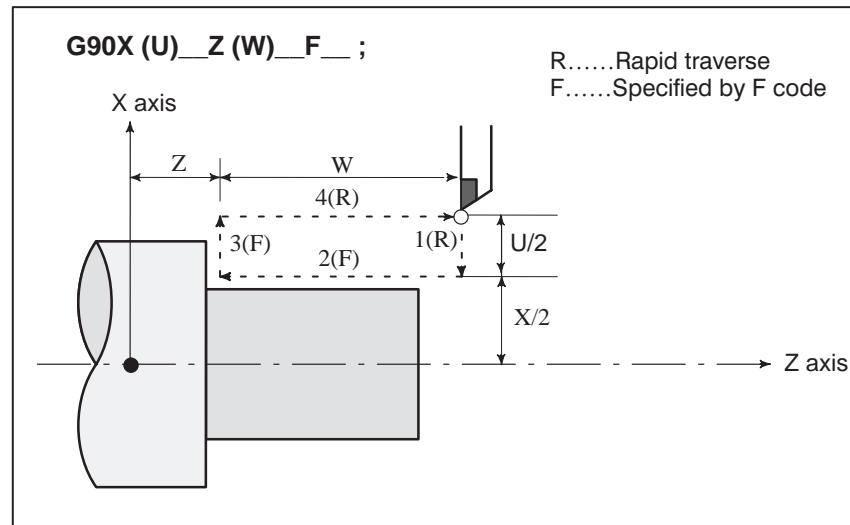 G90X (U)__Z (W)__F__ ;
R......Rapid traverse
F......Specified by F code
X axis
Z
W
4(R)
3(F)
1(R)
U/2
2(F)
X/2
Z axis